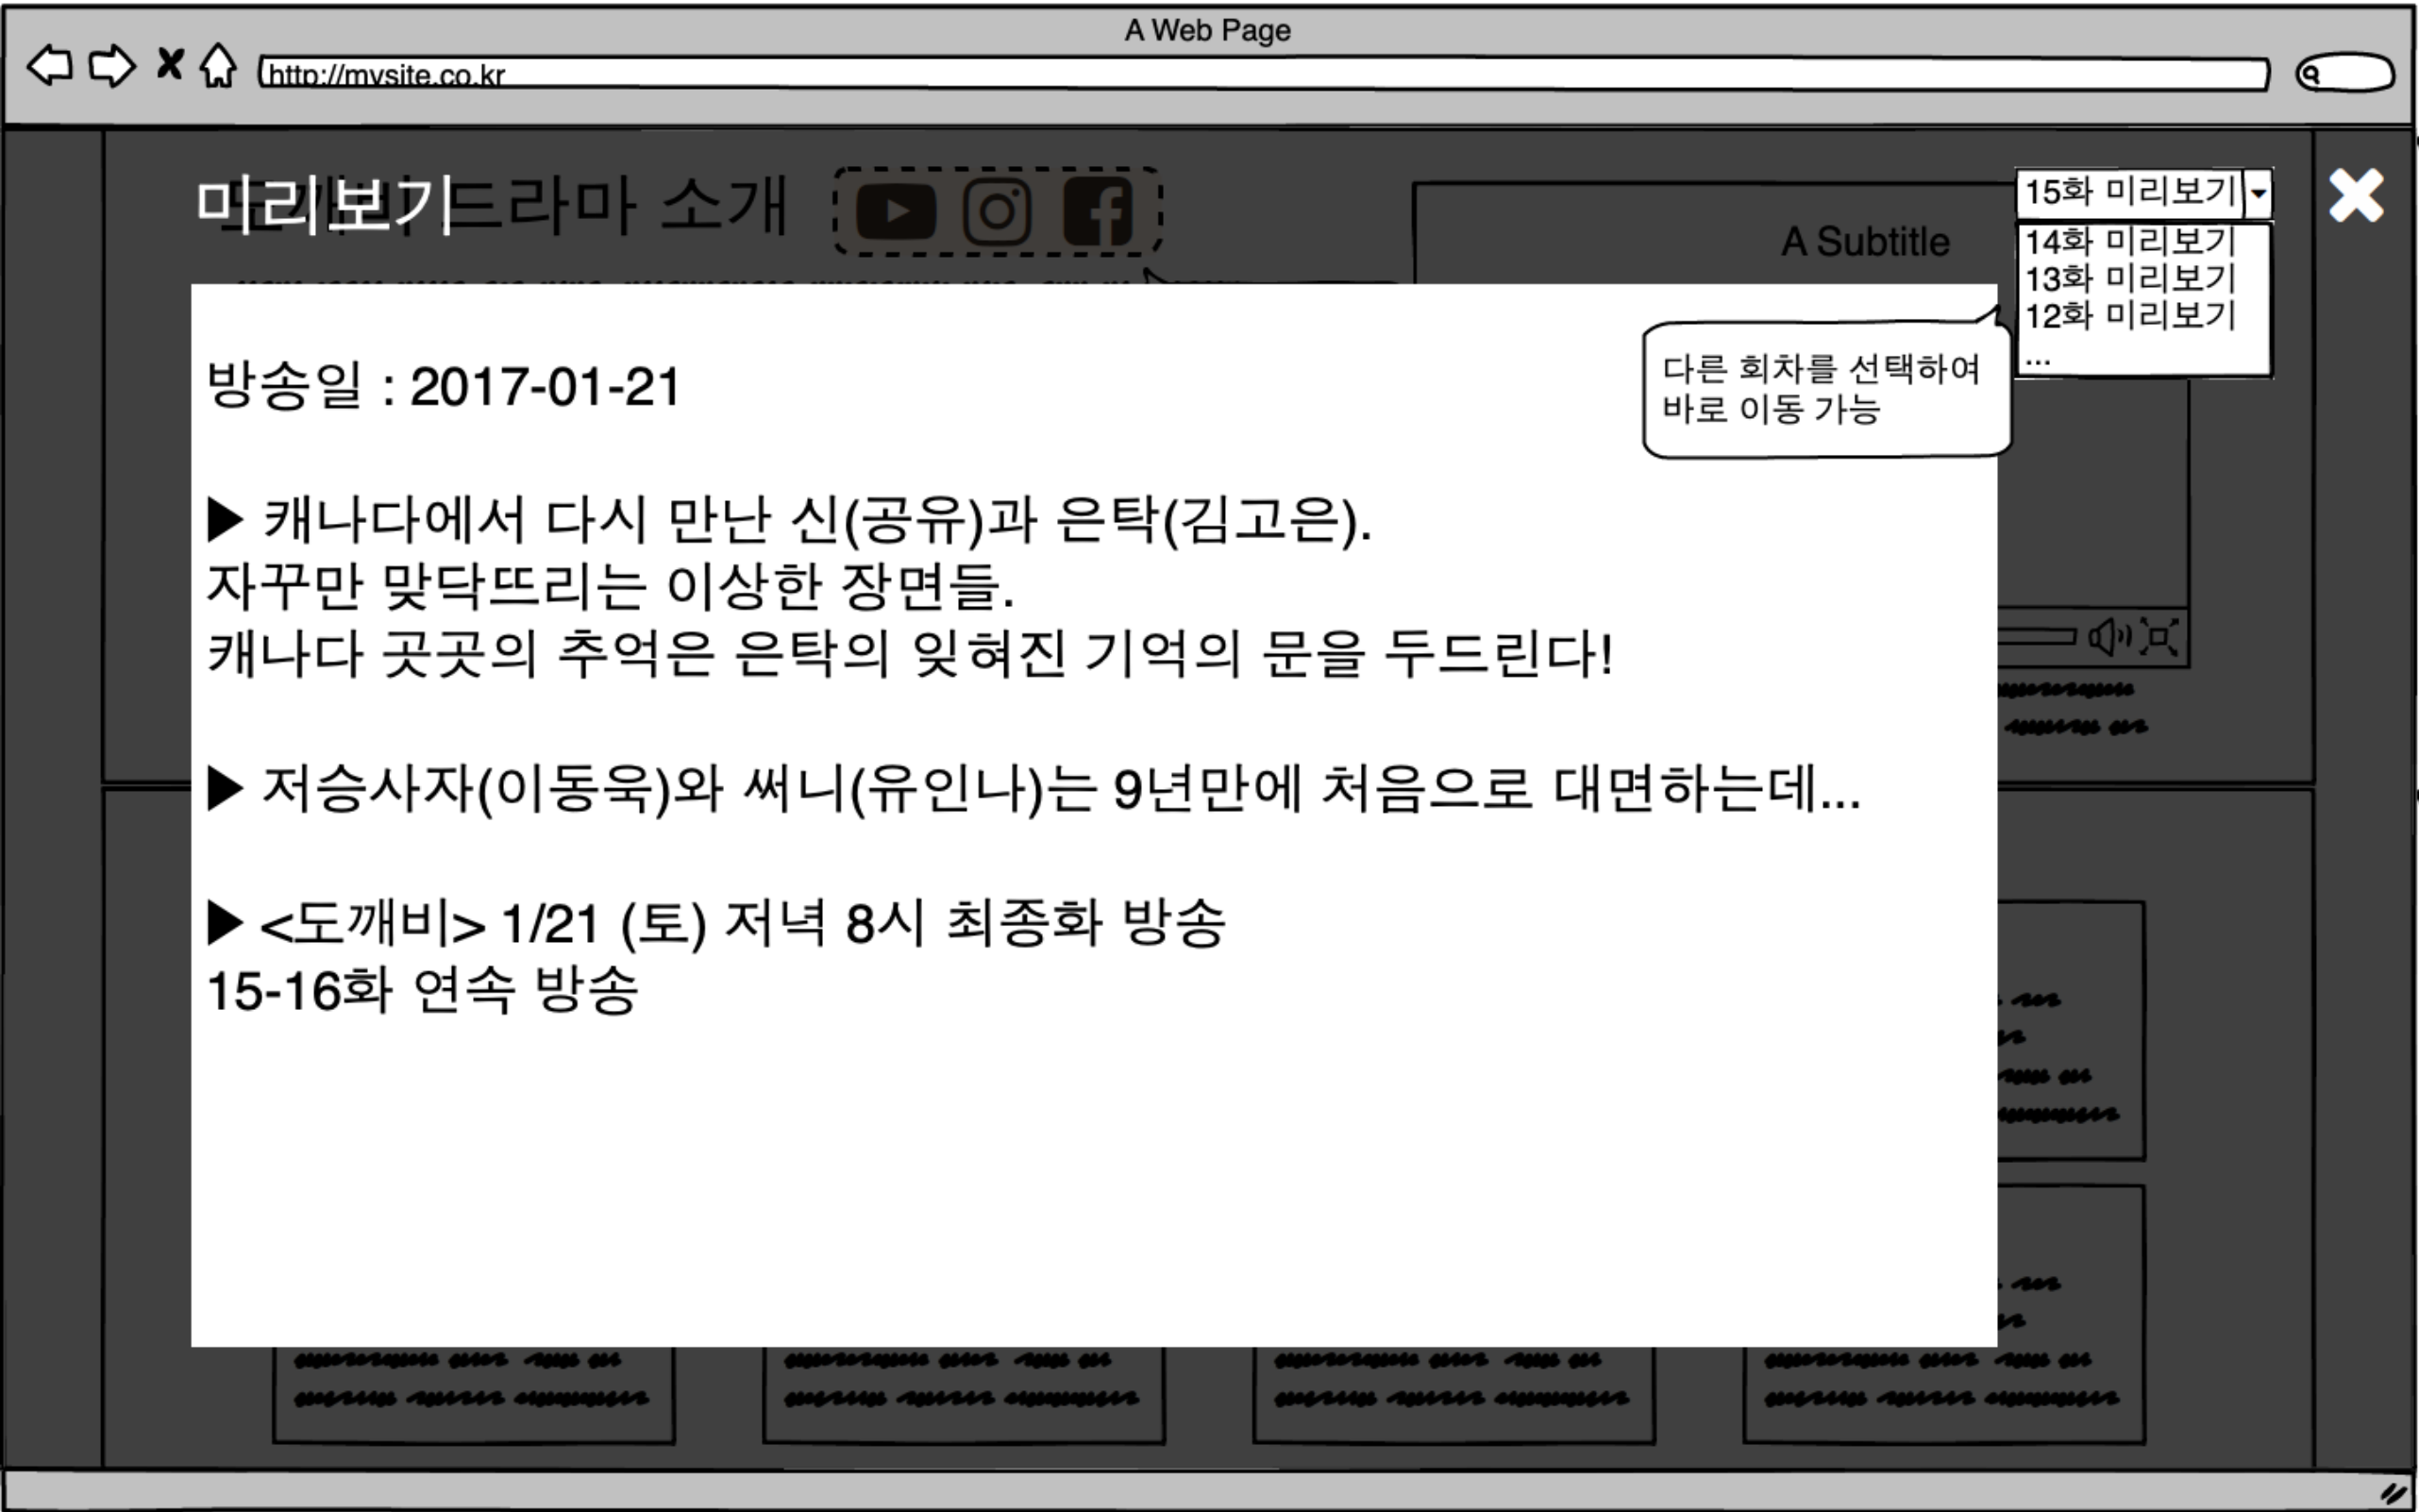 A Web Page
http://mysite.co.kr
미리보기
드라마 소개
A Subtitle
15화 미리보기
14화 미리보기
13화 미리보기
12화 미리보기
...
다른 회차를 선택하여
바로 이동 가능
방송일 : 2017-01-21
▶ 캐나다에서 다시 만난 신(공유)과 은탁(김고은).
자꾸만 맞닥뜨리는 이상한 장면들.
캐나다 곳곳의 추억은 은탁의 잊혀진 기억의 문을 두드린다!
▶ 저승사자(이동욱)와 써니(유인나)는 9년만에 처음으로 대면하는데...
▶ <도깨비> 1/21 (토) 저녁 8시 최종화 방송
15-16화 연속 방송